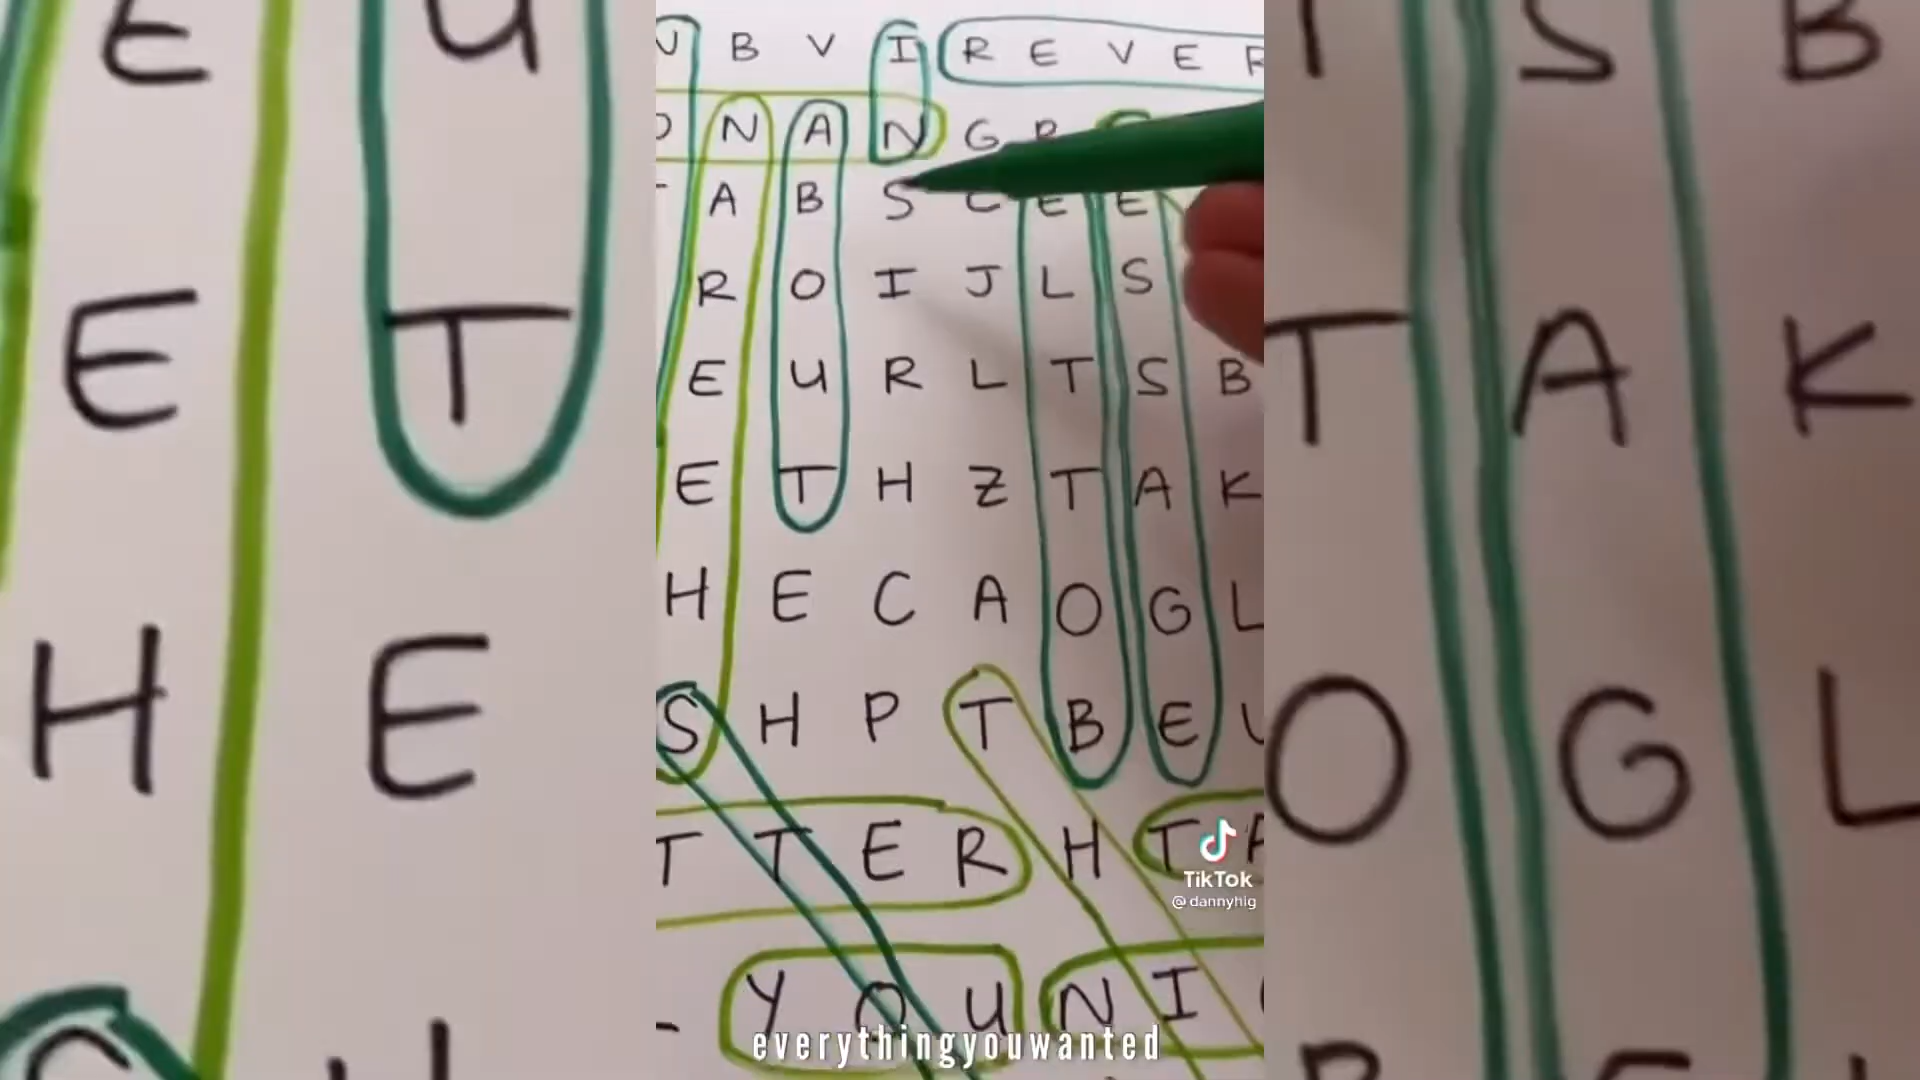 B V I R E V E R
N A N G R
A B S C E E
R O I J L S
E U R L T S B
E T H Z T A K
H E C A O G L
S H P T B E
T T E R H T A
Y O U N I
TikTok
@dannyhig
everythingyouwanted
E U
E T
H E
S B
T A K
O G L